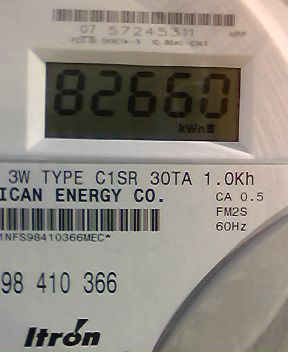 07 57245311
82660
kWh
3W TYPE C1SR 30TA 1.0Kh
ICAN ENERGY CO.
CA 0.5
FM2S
60Hz
1NFS98410366MEC*
98 410 366
Itron